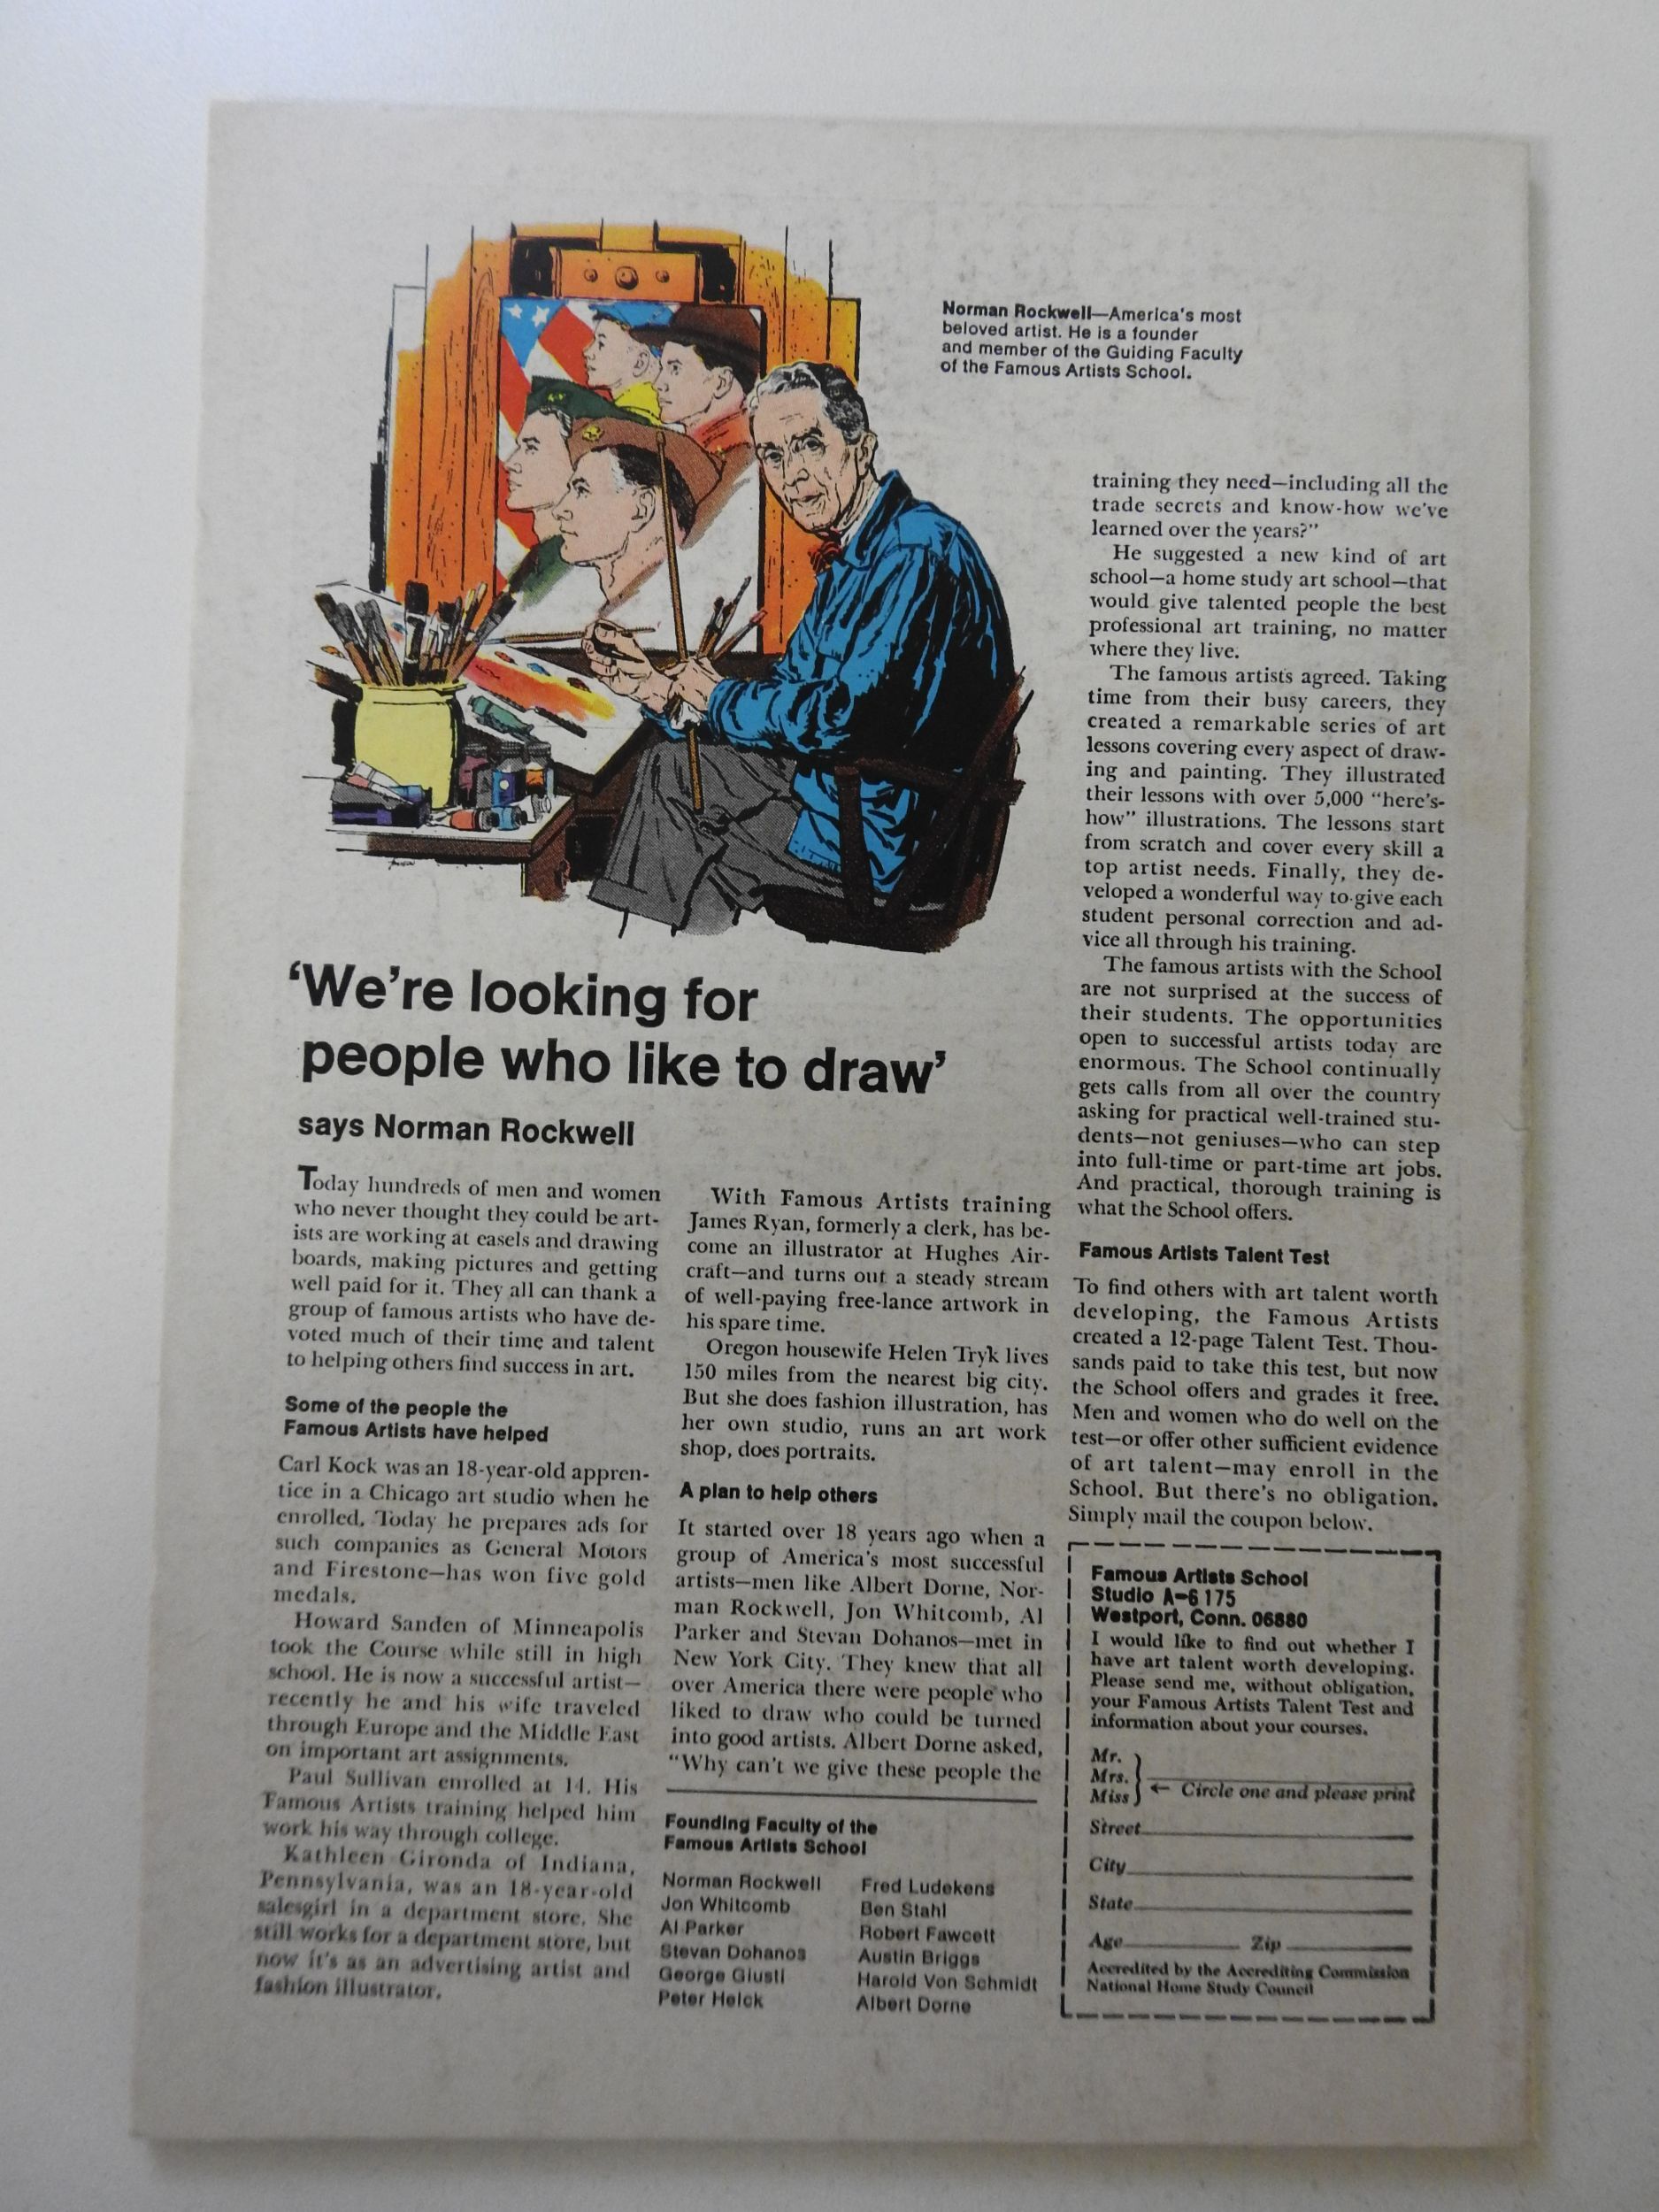 Norman Rockwell—America's most
beloved artist. He is a founder
and member of the Guiding Faculty
of the Famous Artists School.
'We're looking for
people who like to draw'
says Norman Rockwell
Today hundreds of men and women
who never thought they could be art-
ists are working at easels and drawing
boards, making pictures and getting
well paid for it. They all can thank a
group of famous artists who have de-
voted much of their time and talent
to helping others find success in art.
Some of the people the
Famous Artists have helped
Carl Kock was an 18-year-old appren-
tice in a Chicago art studio when he
enrolled. Today he prepares ads for
such companies as General Motors
and Firestone—has won five gold
medals.
Howard Sanden of Minneapolis
took the Course while still in high
school. He is now a successful artist—
recently he and his wife traveled
through Europe and the Middle East
on important art assignments.
Paul Sullivan enrolled at 14. His
Famous Artists training helped him
work his way through college.
Kathleen Gironda of Indiana,
Pennsylvania, was an 18-year-old
salesgirl in a department store. She
still works for a department store, but
now it's as an advertising artist and
fashion illustrator.
With Famous Artists training
James Ryan, formerly a clerk, has be-
come an illustrator at Hughes Air-
craft—and turns out a steady stream
of well-paying free-lance artwork in
his spare time.
Oregon housewife Helen Tryk lives
150 miles from the nearest big city.
But she does fashion illustration, has
her own studio, runs an art work
shop, does portraits.
A plan to help others
It started over 18 years ago when a
group of America's most successful
artists—men like Albert Dorne, Nor-
man Rockwell, Jon Whitcomb, Al
Parker and Stevan Dohanos—met in
New York City. They knew that all
over America there were people who
liked to draw who could be turned
into good artists. Albert Dorne asked,
"Why can't we give these people the
Founding Faculty of the
Famous Artists School
Norman Rockwell
Jon Whitcomb
Al Parker
Stevan Dohanos
George Giusti
Peter Helck
Fred Ludekens
Ben Stahl
Robert Fawcett
Austin Briggs
Harold Von Schmidt
Albert Dorne
training they need—including all the
trade secrets and know-how we've
learned over the years?"
He suggested a new kind of art
school—a home study art school—that
would give talented people the best
professional art training, no matter
where they live.
The famous artists agreed. Taking
time from their busy careers, they
created a remarkable series of art
lessons covering every aspect of draw-
ing and painting. They illustrated
their lessons with over 5,000 "here's-
how" illustrations. The lessons start
from scratch and cover every skill a
top artist needs. Finally, they de-
veloped a wonderful way to give each
student personal correction and ad-
vice all through his training.
The famous artists with the School
are not surprised at the success of
their students. The opportunities
open to successful artists today are
enormous. The School continually
gets calls from all over the country
asking for practical well-trained stu-
dents—not geniuses—who can step
into full-time or part-time art jobs.
And practical, thorough training is
what the School offers.
Famous Artists Talent Test
To find others with art talent worth
developing, the Famous Artists
created a 12-page Talent Test. Thou-
sands paid to take this test, but now
the School offers and grades it free.
Men and women who do well on the
test—or offer other sufficient evidence
of art talent—may enroll in the
School. But there's no obligation.
Simply mail the coupon below.
Famous Artists School
Studio A-6175
Westport, Conn. 06880
I would like to find out whether I
have art talent worth developing.
Please send me, without obligation,
your Famous Artists Talent Test and
information about your courses.
Mr.
Mrs.
Miss
← Circle one and please print
Street
City
State
Age Zip
Accredited by the Accrediting Commission
National Home Study Council